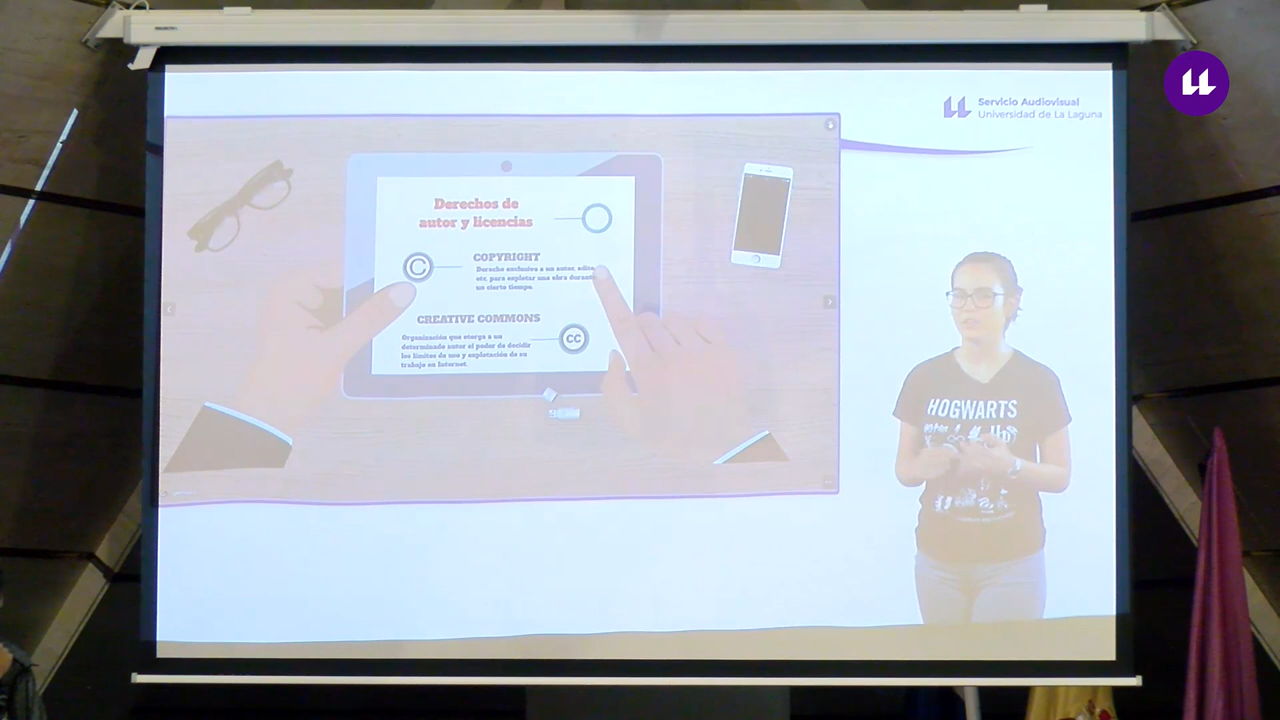 Servicio Audiovisual
Universidad de La Laguna
Derechos de
autor y licencias
COPYRIGHT
Derecho exclusivo a un autor, edito
etc. para explotar una obra durante
un cierto tiempo.
CREATIVE COMMONS
Organización que otorga a un
determinado autor el poder de decidir
los límites de uso y explotación de su
trabajo en Internet.
C
CC
HOGWARTS